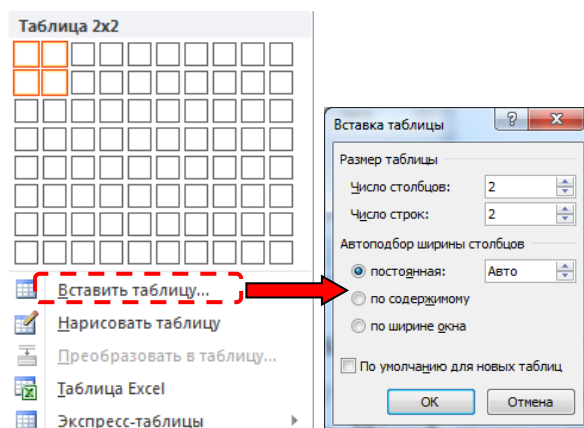 Таблица 2x2
Вставить таблицу...
Нарисовать таблицу
Преобразовать в таблицу...
Таблица Excel
Экспресс-таблицы
Вставка таблицы
Размер таблицы
Число столбцов: 2
Число строк: 2
Автоподбор ширины столбцов
постоянная: Авто
по содержимому
по ширине окна
По умолчанию для новых таблиц
ОК Отмена